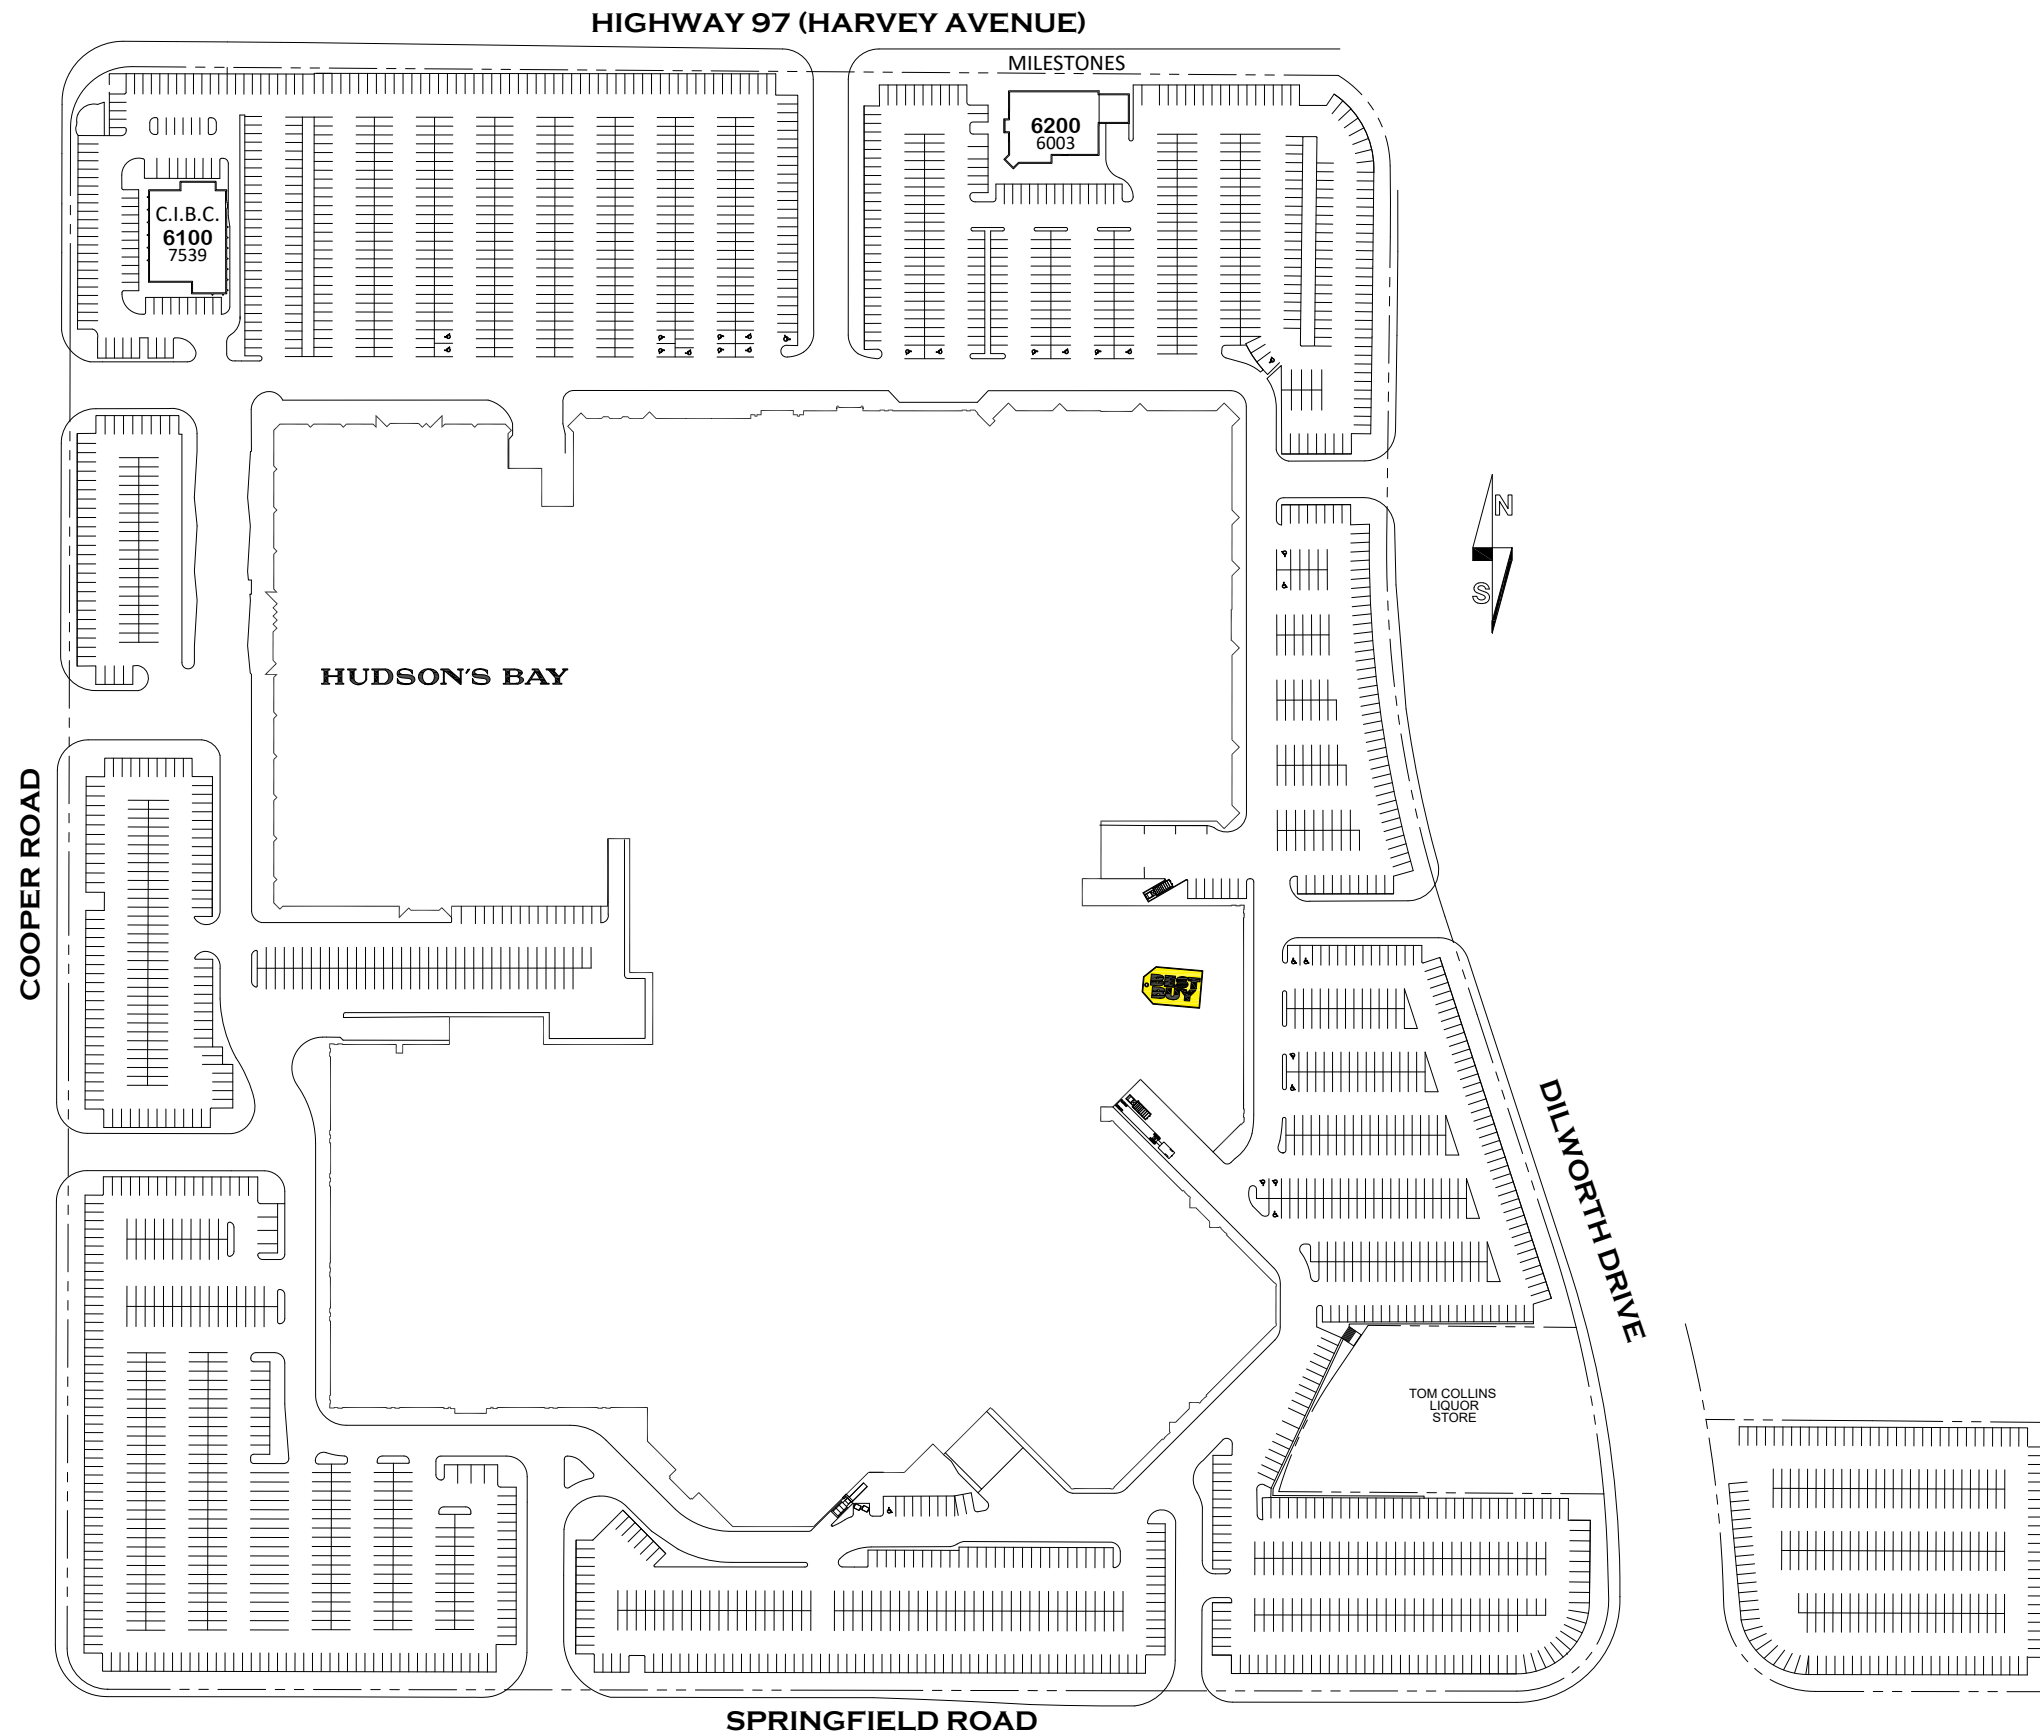 HIGHWAY 97 (HARVEY AVENUE)
MILESTONES
6200
6003
C.I.B.C.
6100
7539
N
S
HUDSON'S BAY
COOPER ROAD
BEST
BUY
DILWORTH DRIVE
TOM COLLINS
LIQUOR
STORE
SPRINGFIELD ROAD